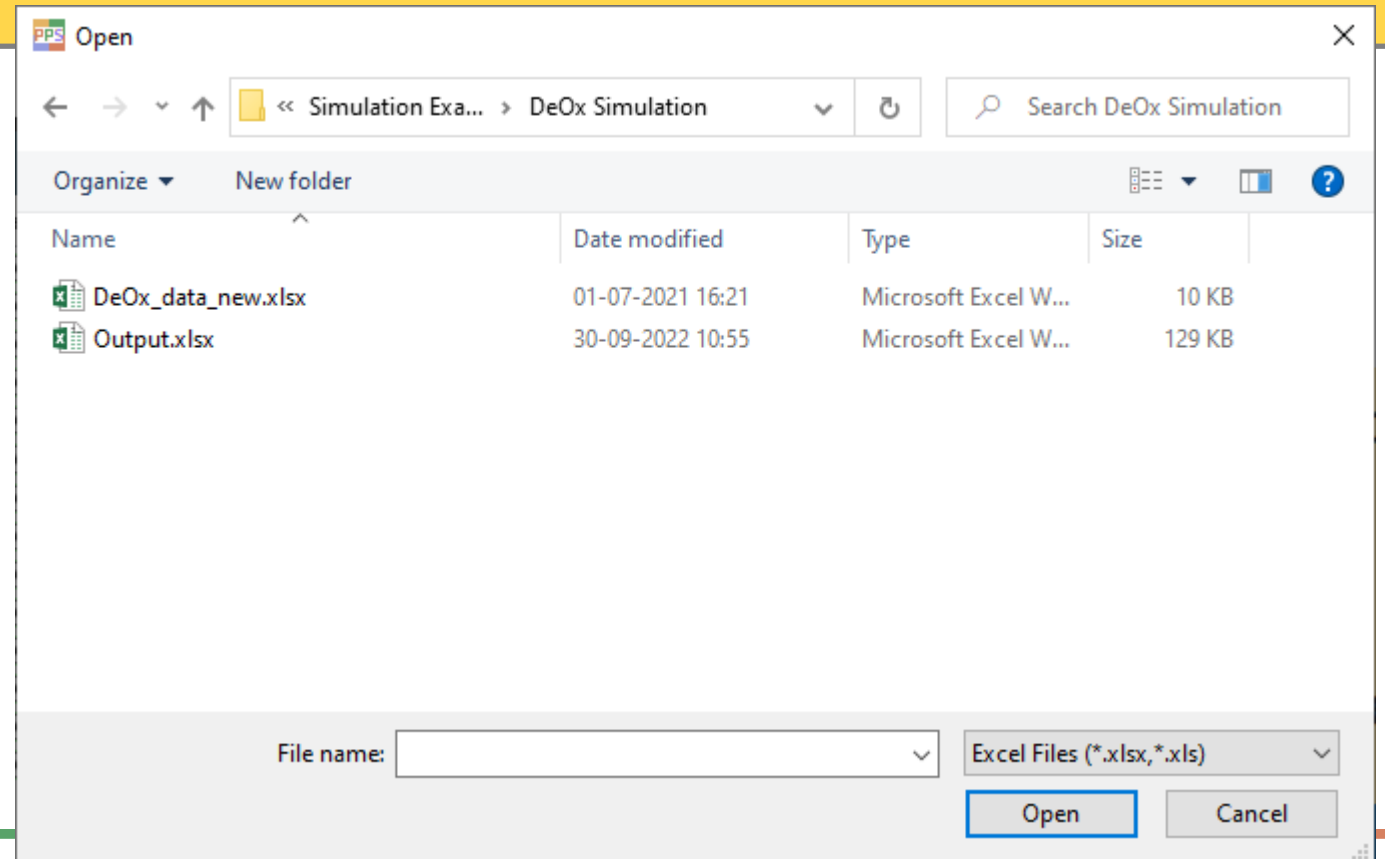 PPS Open
« Simulation Exa... › DeOx Simulation Search DeOx Simulation
Organize New folder ?
Name Date modified Type Size
DeOx_data_new.xlsx 01-07-2021 16:21 Microsoft Excel W... 10 KB
Output.xlsx 30-09-2022 10:55 Microsoft Excel W... 129 KB
File name: Excel Files (*.xlsx,*.xls)
Open Cancel